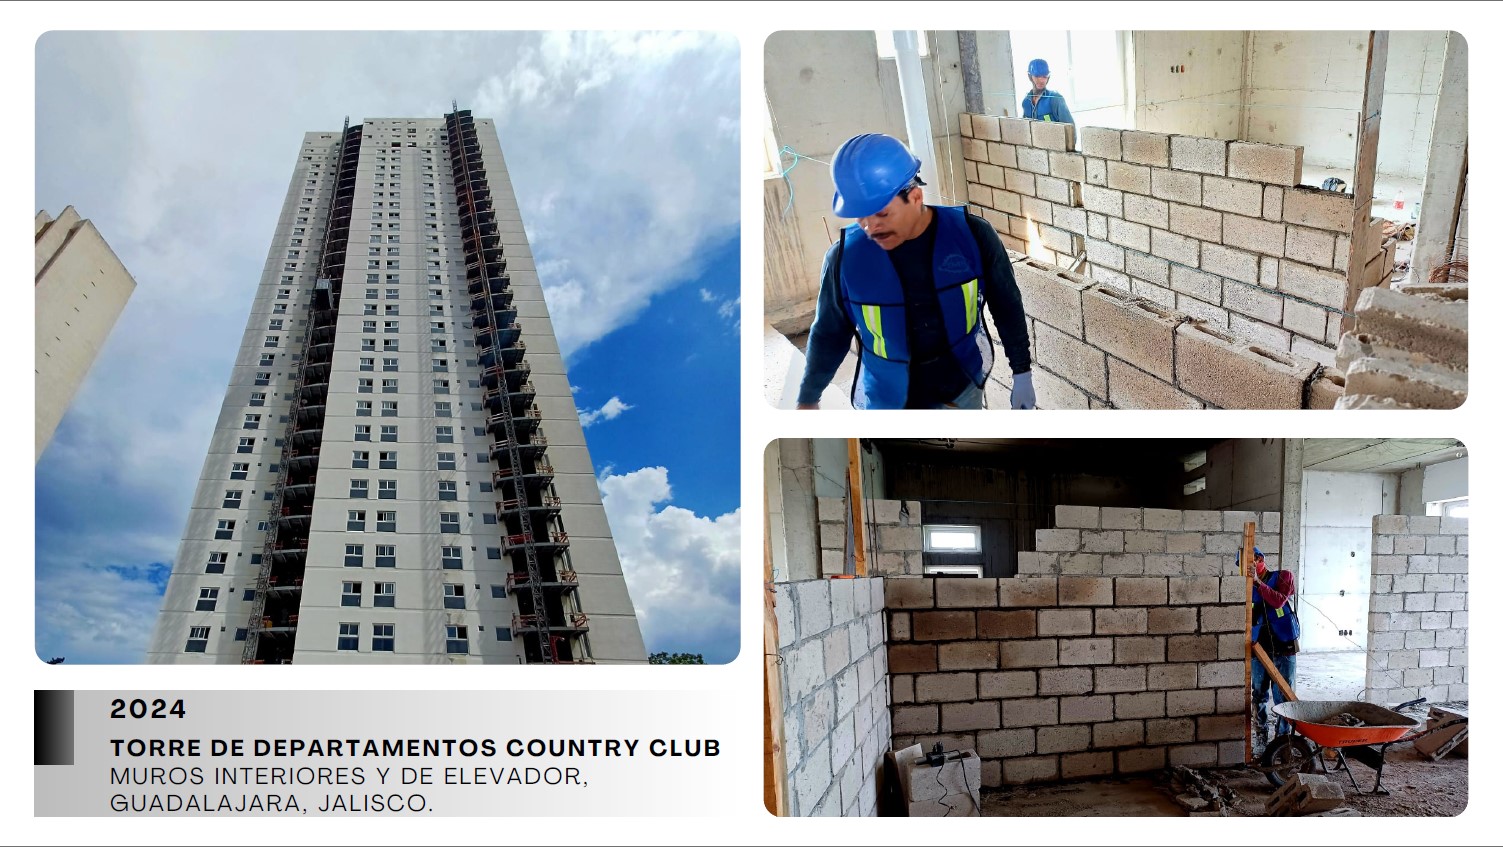 2024
TORRE DE DEPARTAMENTOS COUNTRY CLUB
MUROS INTERIORES Y DE ELEVADOR,
GUADALAJARA, JALISCO.